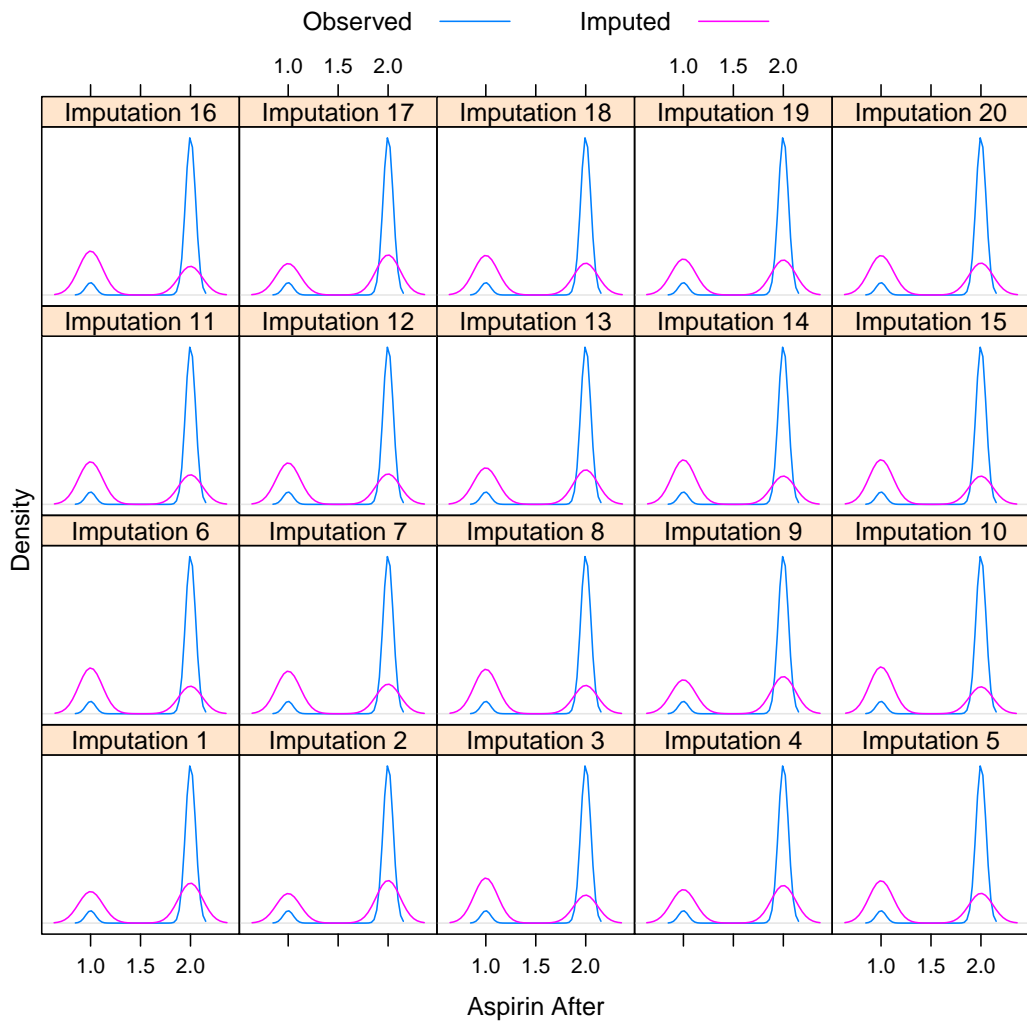 Observed Imputed
1.0 1.5 2.0 1.0 1.5 2.0
Imputation 16 Imputation 17 Imputation 18 Imputation 19 Imputation 20
Imputation 11 Imputation 12 Imputation 13 Imputation 14 Imputation 15
Imputation 6 Imputation 7 Imputation 8 Imputation 9 Imputation 10
Imputation 1 Imputation 2 Imputation 3 Imputation 4 Imputation 5
Density
1.0 1.5 2.0 1.0 1.5 2.0 1.0 1.5 2.0
Aspirin After